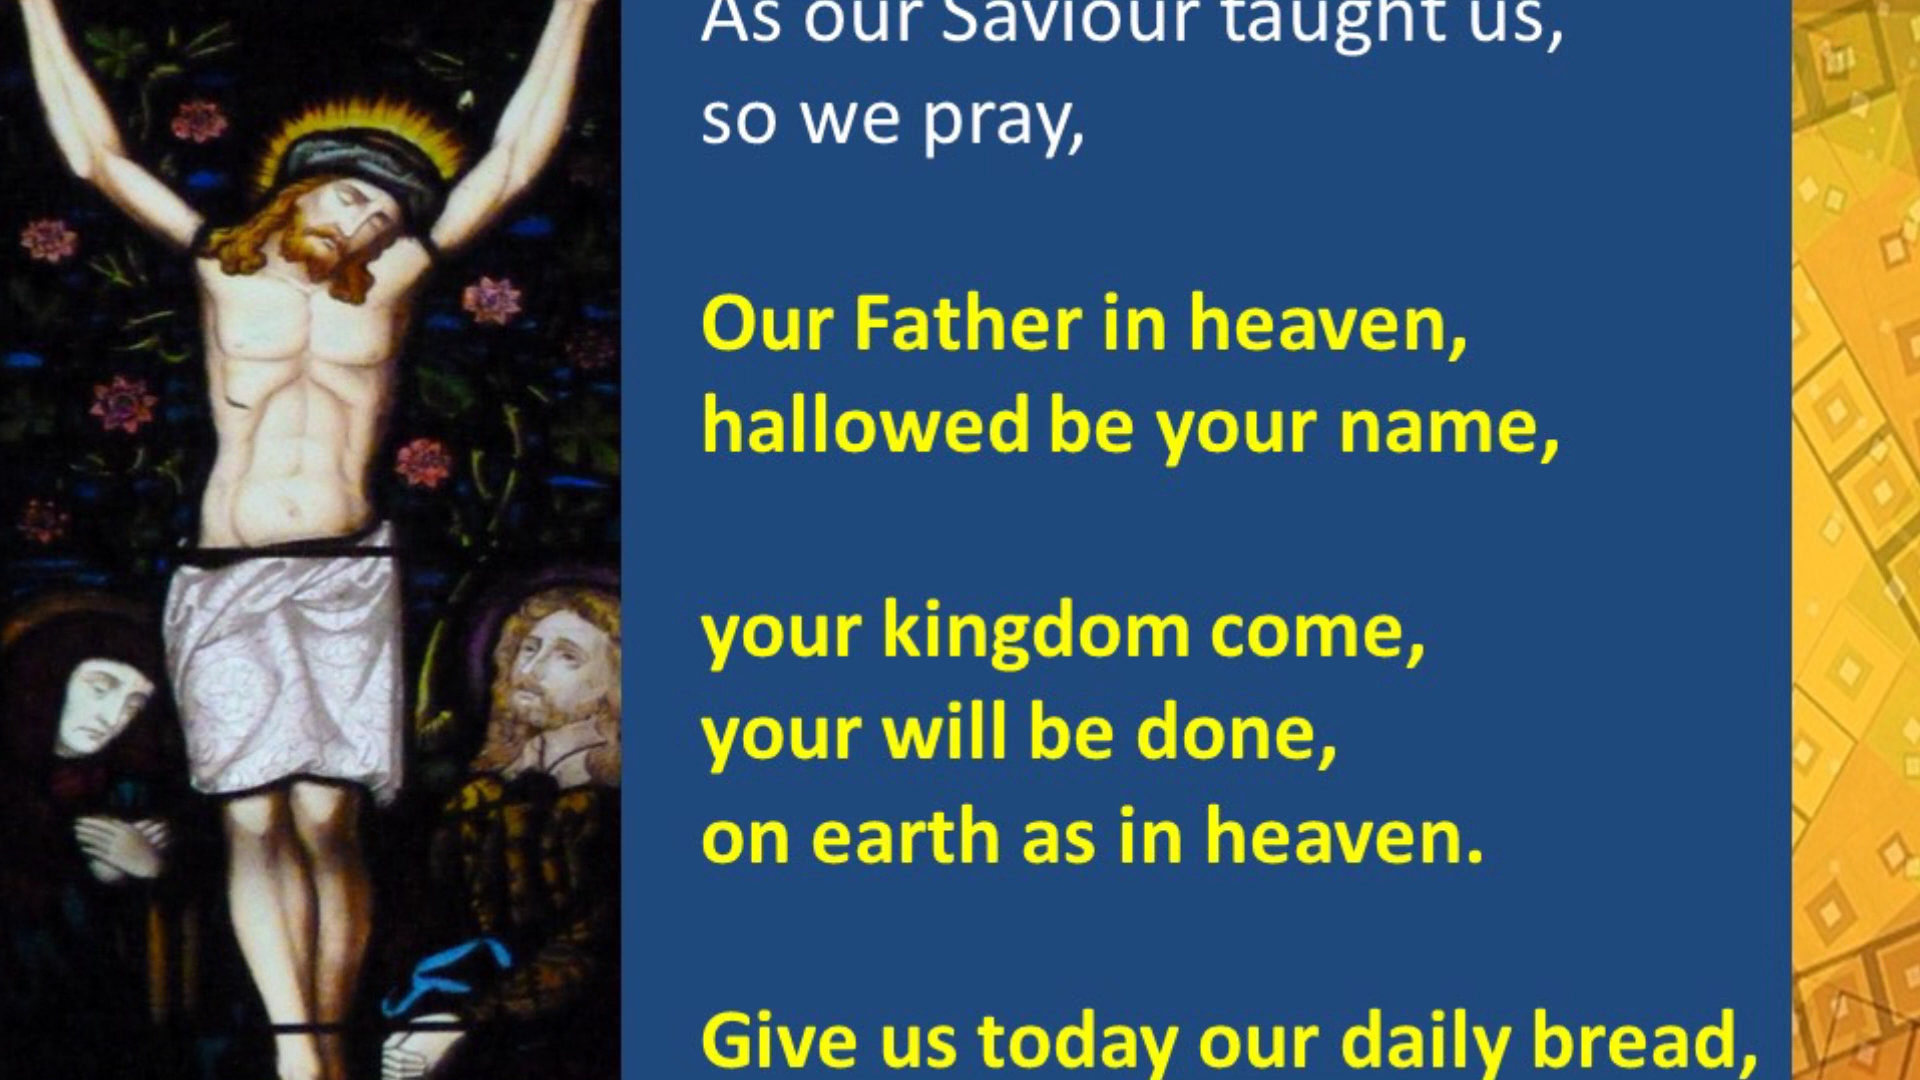 As our Saviour taught us,
so we pray,
Our Father in heaven,
hallowed be your name,
your kingdom come,
your will be done,
on earth as in heaven.
Give us today our daily bread,